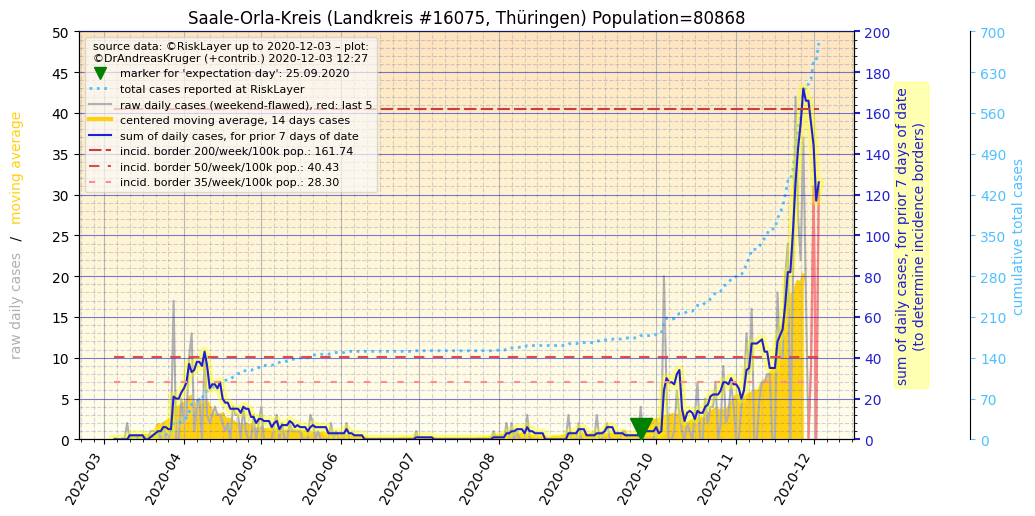 Saale-Orla-Kreis (Landkreis #16075, Thüringen) Population=80868
source data: ©RiskLayer up to 2020-12-03 – plot:
©DrAndreasKruger (+contrib.) 2020-12-03 12:27
marker for 'expectation day': 25.09.2020
total cases reported at RiskLayer
raw daily cases (weekend-flawed), red: last 5
centered moving average, 14 days cases
sum of daily cases, for prior 7 days of date
incid. border 200/week/100k pop.: 161.74
incid. border 50/week/100k pop.: 40.43
incid. border 35/week/100k pop.: 28.30
raw daily cases / moving average
50
45
40
35
30
25
20
15
10
5
0
2020-03
2020-04
2020-05
2020-06
2020-07
2020-08
2020-09
2020-10
2020-11
2020-12
200
180
160
140
120
100
80
60
40
20
0
sum of daily cases, for prior 7 days of date
(to determine incidence borders)
700
630
560
490
420
350
280
210
140
70
0
cumulative total cases